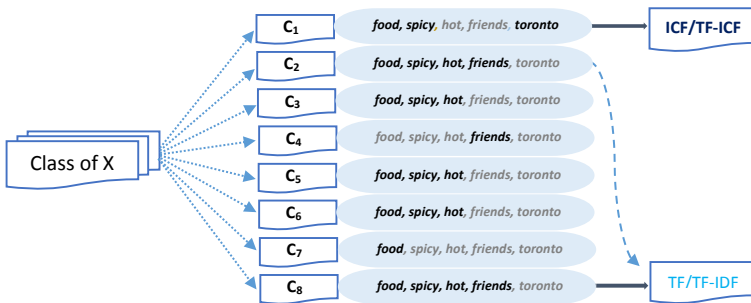 C1 food, spicy, hot, friends, toronto ICF/TF-ICF
C2 food, spicy, hot, friends, toronto
C3 food, spicy, hot, friends, toronto
C4 food, spicy, hot, friends, toronto
Class of X
C5 food, spicy, hot, friends, toronto
C6 food, spicy, hot, friends, toronto
C7 food, spicy, hot, friends, toronto
C8 food, spicy, hot, friends, toronto TF/TF-IDF